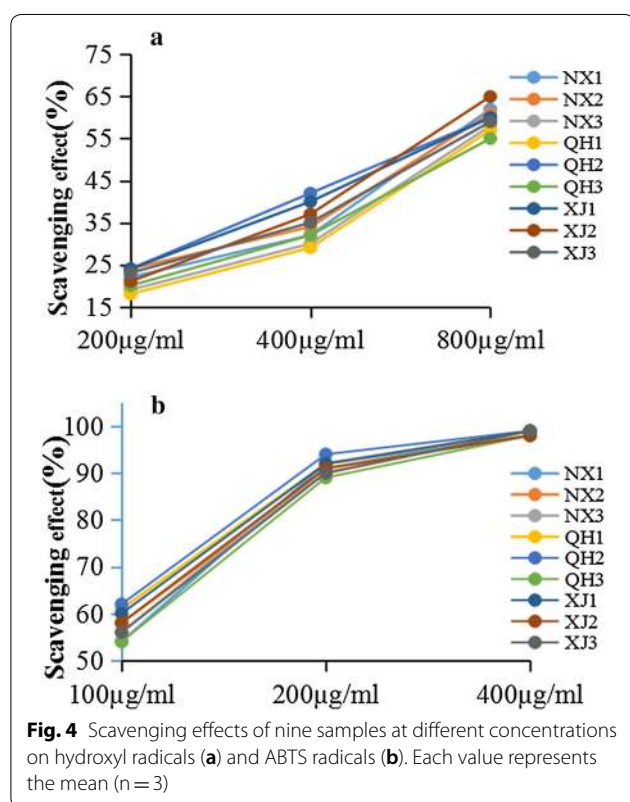 a
75
65
55
45
35
25
15
Scavenging effect(%)
200µg/ml 400µg/ml 800µg/ml
NX1
NX2
NX3
QH1
QH2
QH3
XJ1
XJ2
XJ3
b
100
90
80
70
60
50
Scavenging effect(%)
100µg/ml 200µg/ml 400µg/ml
NX1
NX2
NX3
QH1
QH2
QH3
XJ1
XJ2
XJ3
Fig. 4 Scavenging effects of nine samples at different concentrations
on hydroxyl radicals (a) and ABTS radicals (b). Each value represents
the mean (n = 3)